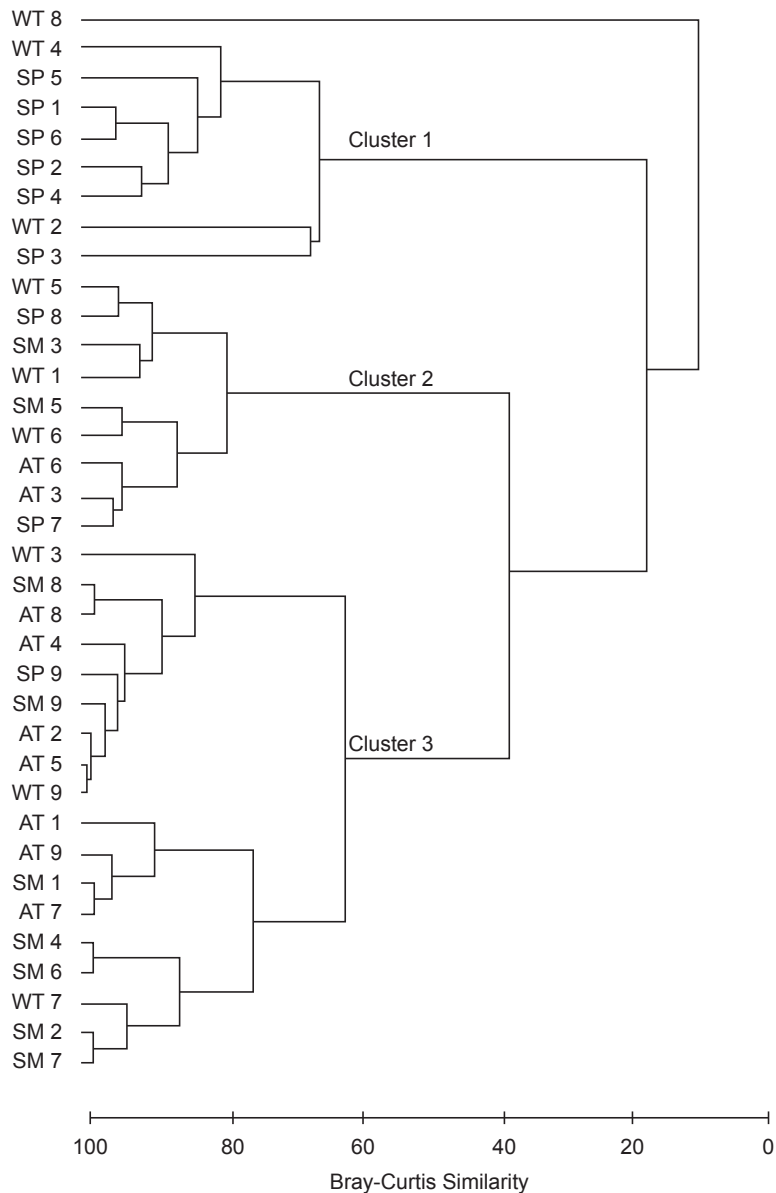 WT 8
WT 4
SP 5
SP 1
Cluster 1
SP 6
SP 2
SP 4
WT 2
SP 3
WT 5
SP 8
SM 3
WT 1
Cluster 2
SM 5
WT 6
AT 6
AT 3
SP 7
WT 3
SM 8
AT 8
AT 4
SP 9
SM 9
AT 2
Cluster 3
AT 5
WT 9
AT 1
AT 9
SM 1
AT 7
SM 4
SM 6
WT 7
SM 2
SM 7
100 80 60 40 20 0
Bray-Curtis Similarity